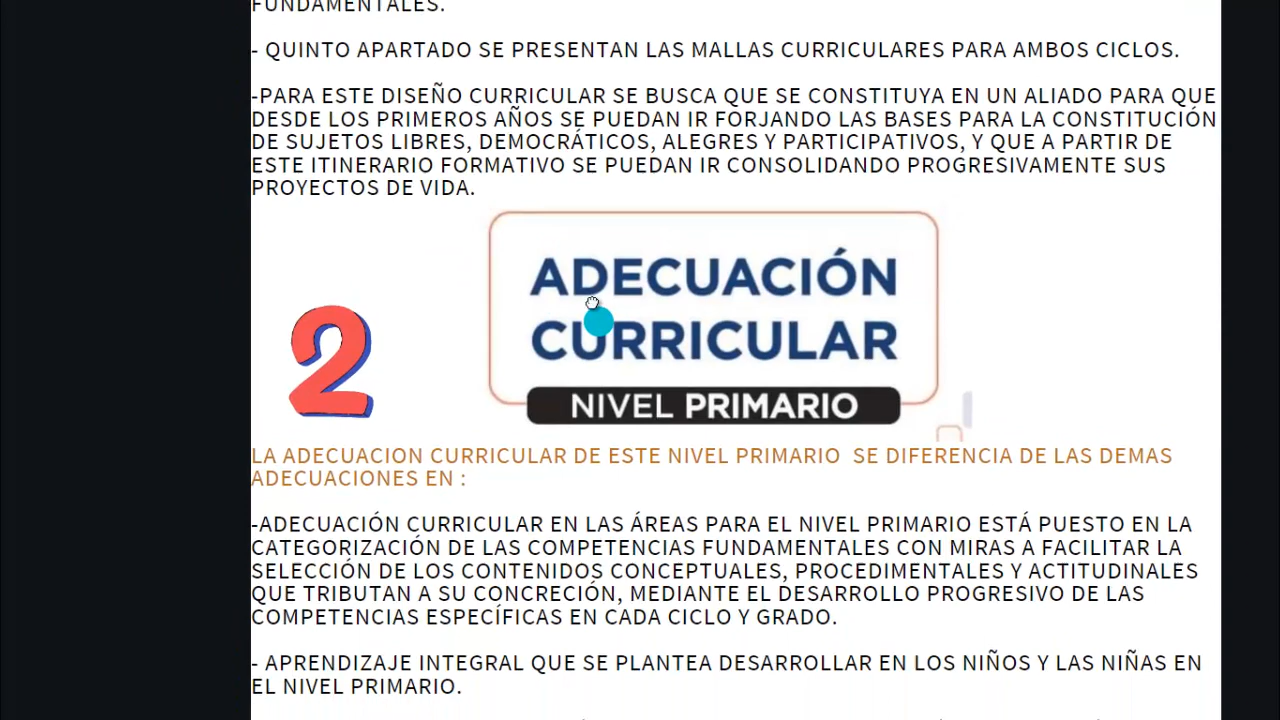 FUNDAMENTALES.
- QUINTO APARTADO SE PRESENTAN LAS MALLAS CURRICULARES PARA AMBOS CICLOS.
-PARA ESTE DISEÑO CURRICULAR SE BUSCA QUE SE CONSTITUYA EN UN ALIADO PARA QUE
DESDE LOS PRIMEROS AÑOS SE PUEDAN IR FORJANDO LAS BASES PARA LA CONSTITUCIÓN
DE SUJETOS LIBRES, DEMOCRÁTICOS, ALEGRES Y PARTICIPATIVOS, Y QUE A PARTIR DE
ESTE ITINERARIO FORMATIVO SE PUEDAN IR CONSOLIDANDO PROGRESIVAMENTE SUS
PROYECTOS DE VIDA.
ADECUACIÓN
CURRICULAR
NIVEL PRIMARIO
2
LA ADECUACION CURRICULAR DE ESTE NIVEL PRIMARIO SE DIFERENCIA DE LAS DEMAS
ADECUACIONES EN :
-ADECUACIÓN CURRICULAR EN LAS ÁREAS PARA EL NIVEL PRIMARIO ESTÁ PUESTO EN LA
CATEGORIZACIÓN DE LAS COMPETENCIAS FUNDAMENTALES CON MIRAS A FACILITAR LA
SELECCIÓN DE LOS CONTENIDOS CONCEPTUALES, PROCEDIMENTALES Y ACTITUDINALES
QUE TRIBUTAN A SU CONCRECIÓN, MEDIANTE EL DESARROLLO PROGRESIVO DE LAS
COMPETENCIAS ESPECÍFICAS EN CADA CICLO Y GRADO.
- APRENDIZAJE INTEGRAL QUE SE PLANTEA DESARROLLAR EN LOS NIÑOS Y LAS NIÑAS EN
EL NIVEL PRIMARIO.